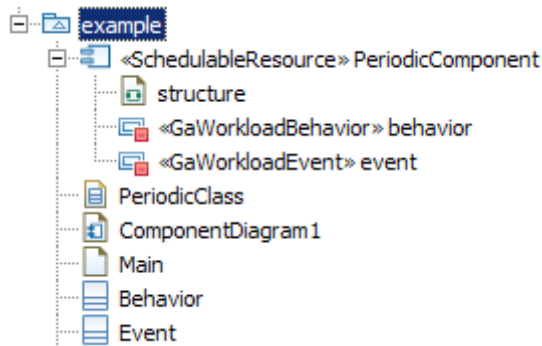 example
«SchedulableResource» PeriodicComponent
structure
«GaWorkloadBehavior» behavior
«GaWorkloadEvent» event
PeriodicClass
ComponentDiagram1
Main
Behavior
Event